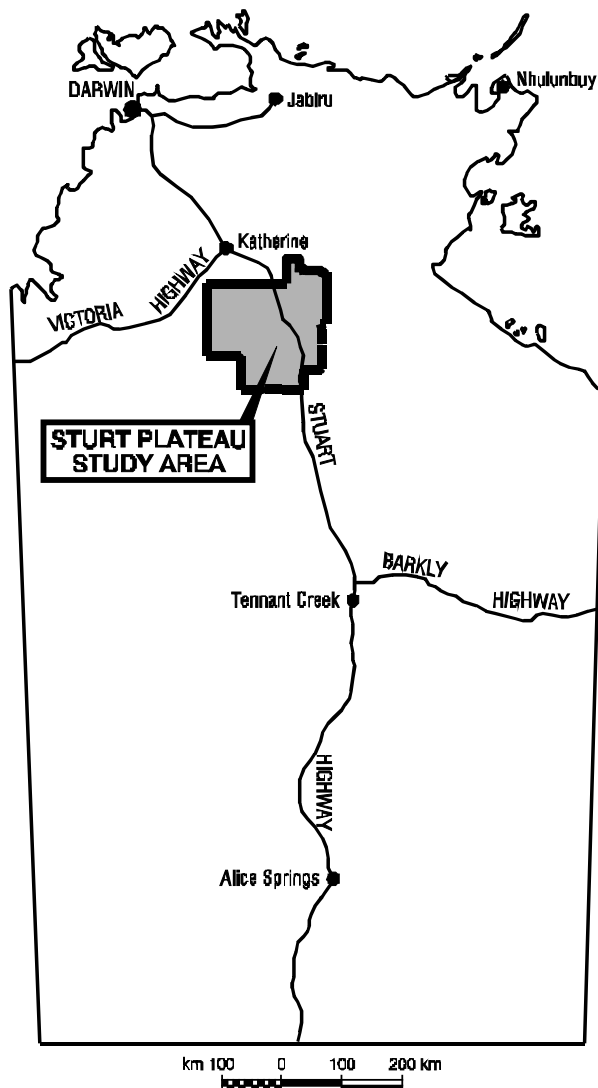 DARWIN
Jabiru
Nhulunbuy
Katherine
VICTORIA HIGHWAY
STURT PLATEAU
STUDY AREA
STUART
BARKLY HIGHWAY
Tennant Creek
HIGHWAY
Alice Springs
km 100 0 100 200 km